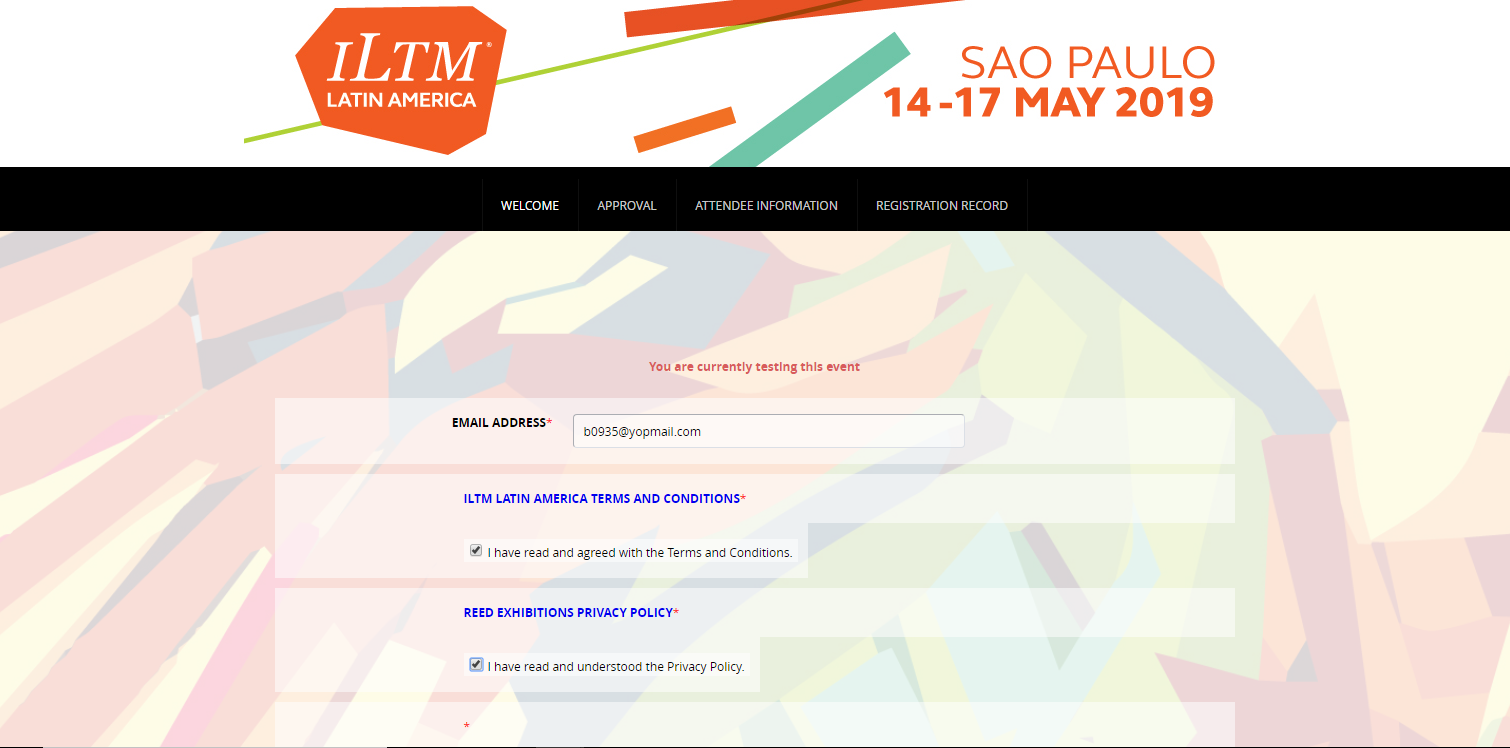 ILTM®
LATIN AMERICA
SAO PAULO
14-17 MAY 2019
WELCOME
APPROVAL
ATTENDEE INFORMATION
REGISTRATION RECORD
You are currently testing this event
EMAIL ADDRESS*
b0935@yopmail.com
ILTM LATIN AMERICA TERMS AND CONDITIONS*
I have read and agreed with the Terms and Conditions.
REED EXHIBITIONS PRIVACY POLICY*
I have read and understood the Privacy Policy.
*